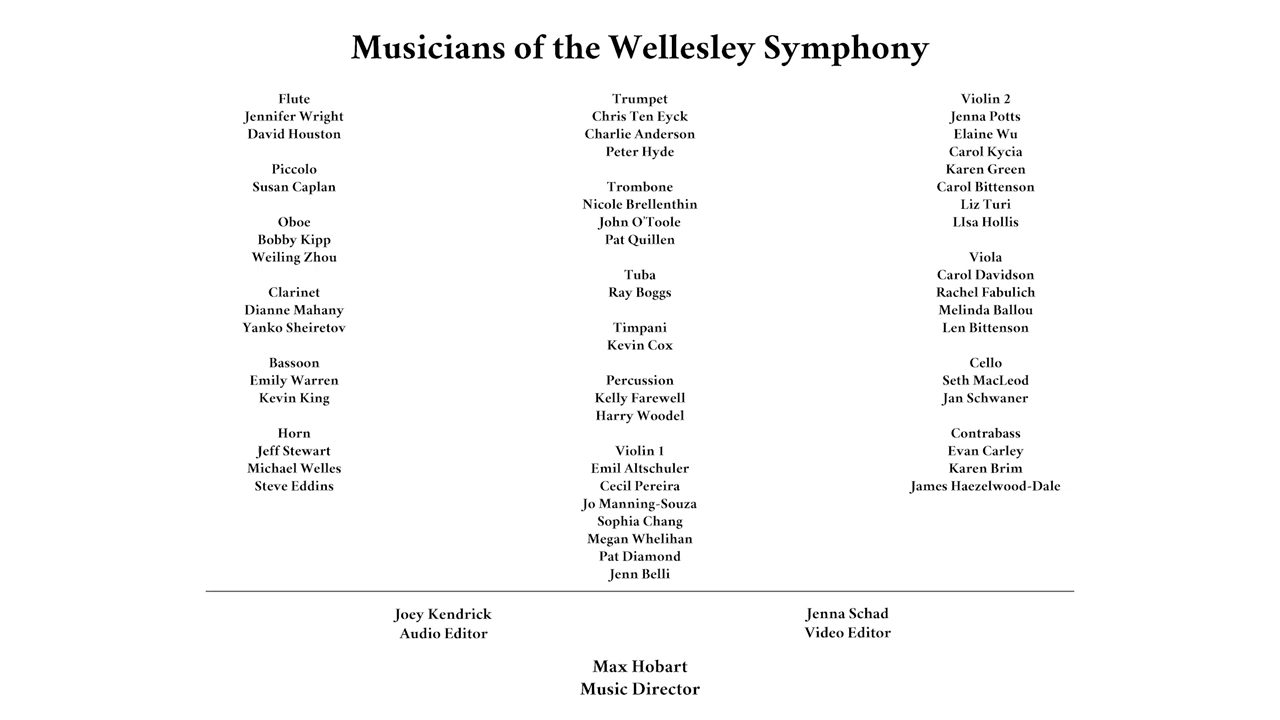 Musicians of the Wellesley Symphony
Flute
Jennifer Wright
David Houston
Piccolo
Susan Caplan
Oboe
Bobby Kipp
Weiling Zhou
Clarinet
Dianne Mahany
Yanko Sheiretov
Bassoon
Emily Warren
Kevin King
Horn
Jeff Stewart
Michael Welles
Steve Eddins
Trumpet
Chris Ten Eyck
Charlie Anderson
Peter Hyde
Trombone
Nicole Brellenthin
John O'Toole
Pat Quillen
Tuba
Ray Boggs
Timpani
Kevin Cox
Percussion
Kelly Farewell
Harry Woodel
Violin 1
Emil Altschuler
Cecil Pereira
Jo Manning-Souza
Sophia Chang
Megan Whelihan
Pat Diamond
Jenn Belli
Violin 2
Jenna Potts
Elaine Wu
Carol Kycia
Karen Green
Carol Bittenson
Liz Turi
LIsa Hollis
Viola
Carol Davidson
Rachel Fabulich
Melinda Ballou
Len Bittenson
Cello
Seth MacLeod
Jan Schwaner
Contrabass
Evan Carley
Karen Brim
James Haezelwood-Dale
Joey Kendrick
Audio Editor
Jenna Schad
Video Editor
Max Hobart
Music Director